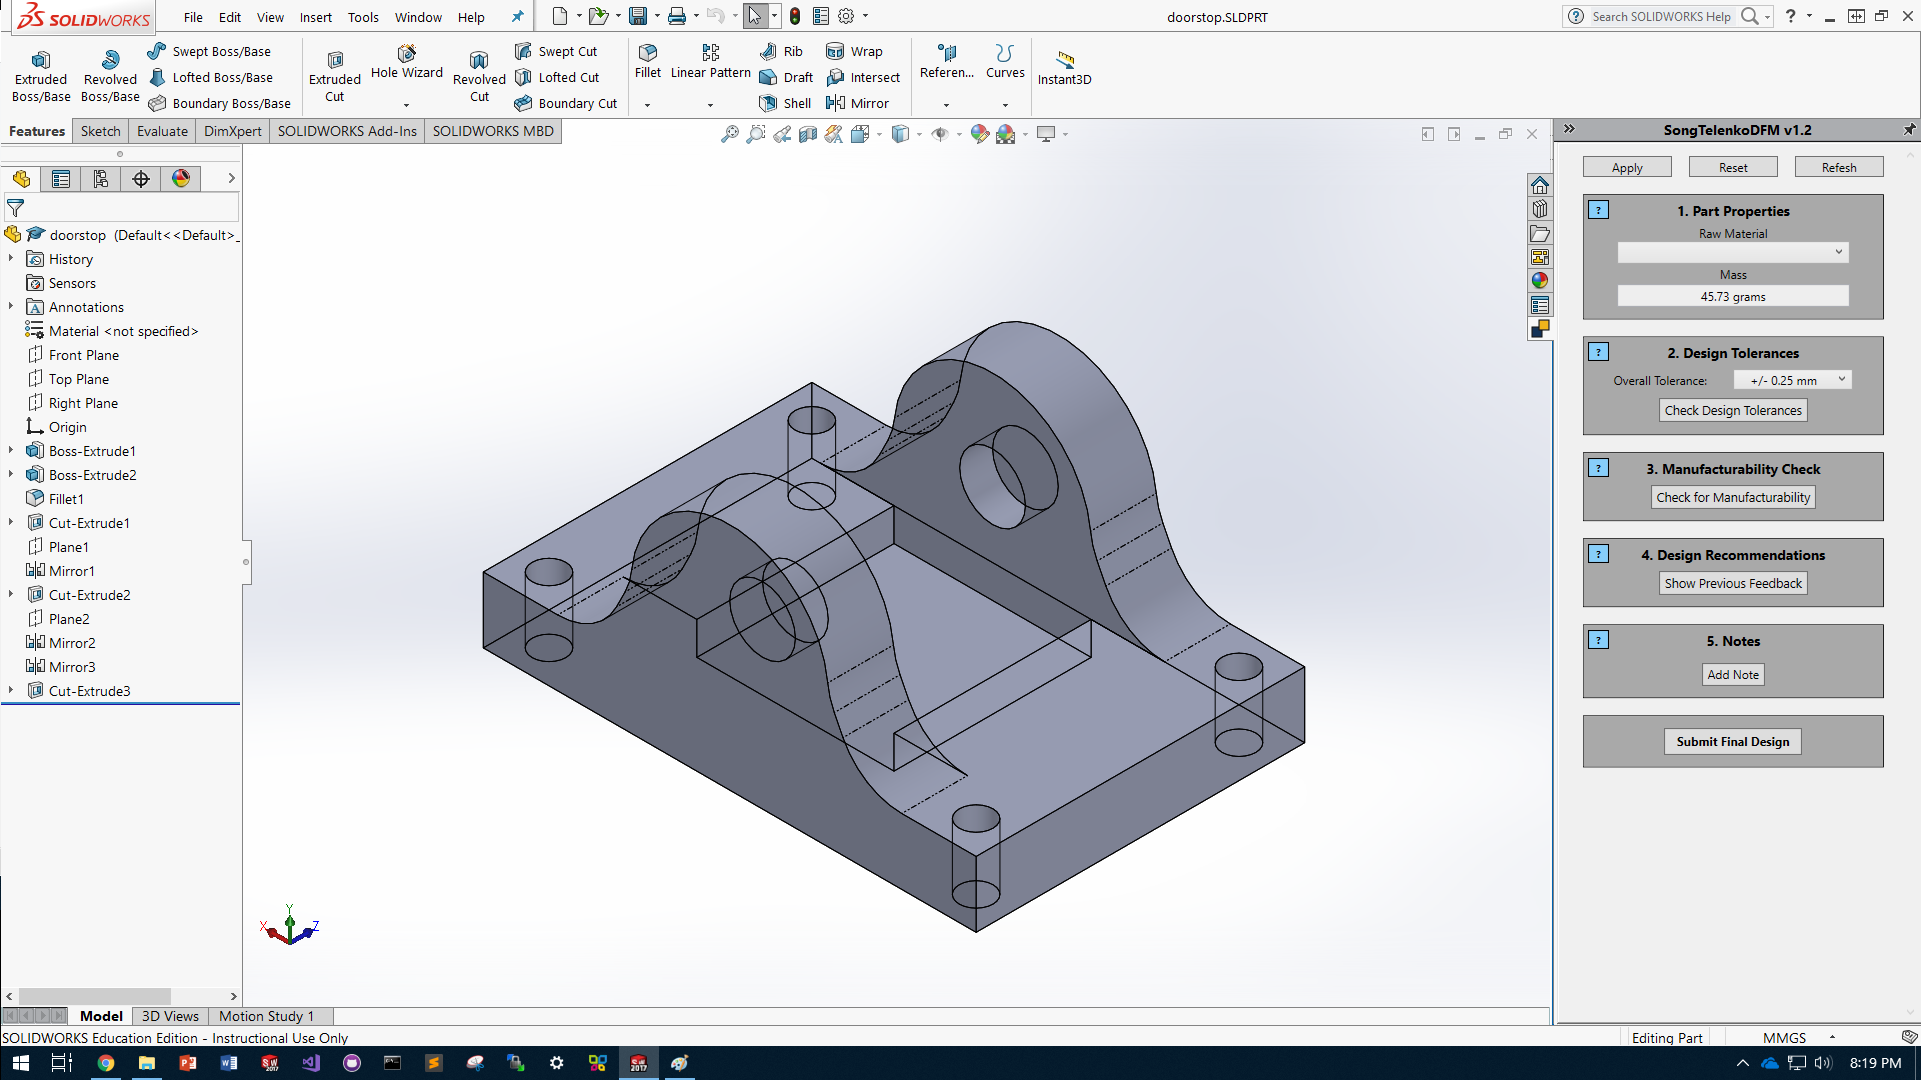 SOLIDWORKS
File Edit View Insert Tools Window Help
doorstop.SLDPRT
Search SOLIDWORKS Help
Extruded Boss/Base
Revolved Boss/Base
Swept Boss/Base
Lofted Boss/Base
Boundary Boss/Base
Extruded Cut
Hole Wizard
Revolved Cut
Swept Cut
Lofted Cut
Boundary Cut
Fillet
Linear Pattern
Rib
Draft
Shell
Wrap
Intersect
Mirror
Referen...
Curves
Instant3D
Features Sketch Evaluate DimXpert SOLIDWORKS Add-Ins SOLIDWORKS MBD
doorstop (Default<<Default>_
History
Sensors
Annotations
Material <not specified>
Front Plane
Top Plane
Right Plane
Origin
Boss-Extrude1
Boss-Extrude2
Fillet1
Cut-Extrude1
Plane1
Mirror1
Cut-Extrude2
Plane2
Mirror2
Mirror3
Cut-Extrude3
X Y Z
SongTelenkoDFM v1.2
Apply Reset Refesh
? 1. Part Properties
Raw Material
Mass
45.73 grams
? 2. Design Tolerances
Overall Tolerance: +/- 0.25 mm
Check Design Tolerances
? 3. Manufacturability Check
Check for Manufacturability
? 4. Design Recommendations
Show Previous Feedback
? 5. Notes
Add Note
Submit Final Design
Model 3D Views Motion Study 1
SOLIDWORKS Education Edition - Instructional Use Only
Editing Part MMGS
8:19 PM